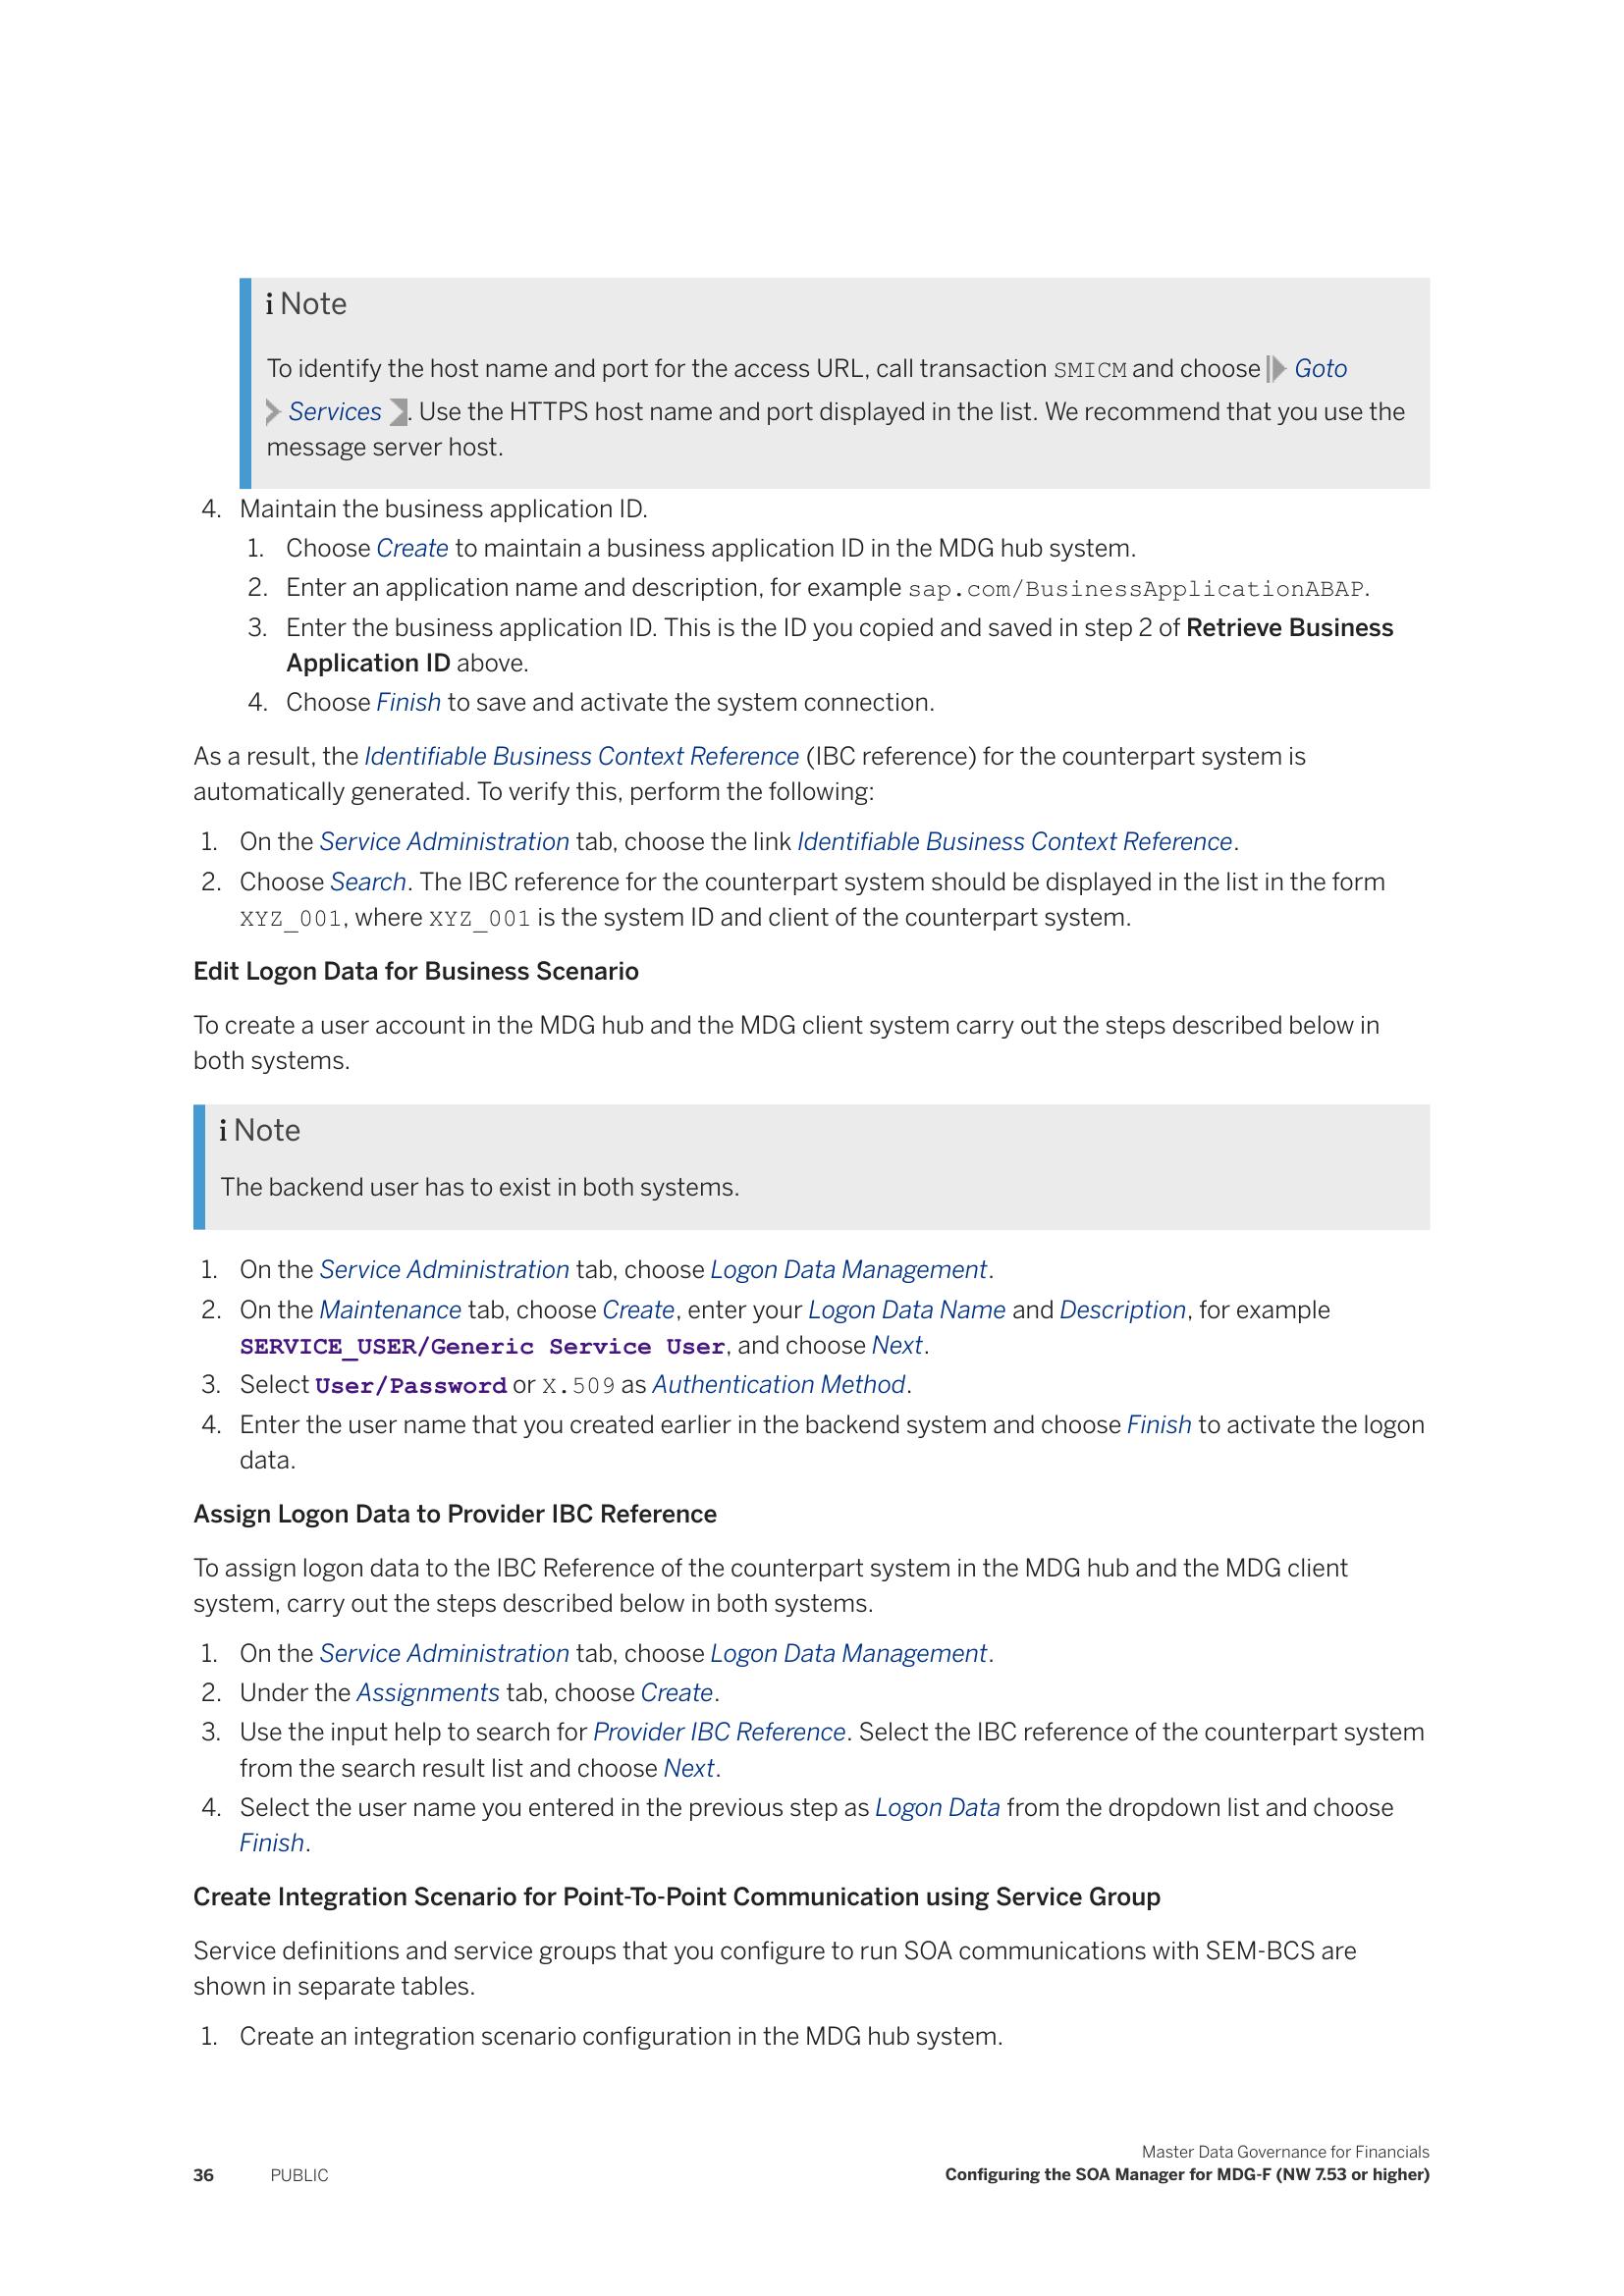 i Note
To identify the host name and port for the access URL, call transaction SMICM and choose Goto
Services . Use the HTTPS host name and port displayed in the list. We recommend that you use the
message server host.
4. Maintain the business application ID.
1. Choose Create to maintain a business application ID in the MDG hub system.
2. Enter an application name and description, for example sap.com/BusinessApplicationABAP.
3. Enter the business application ID. This is the ID you copied and saved in step 2 of Retrieve Business
Application ID above.
4. Choose Finish to save and activate the system connection.
As a result, the Identifiable Business Context Reference (IBC reference) for the counterpart system is
automatically generated. To verify this, perform the following:
1. On the Service Administration tab, choose the link Identifiable Business Context Reference.
2. Choose Search. The IBC reference for the counterpart system should be displayed in the list in the form
XYZ_001, where XYZ_001 is the system ID and client of the counterpart system.
Edit Logon Data for Business Scenario
To create a user account in the MDG hub and the MDG client system carry out the steps described below in
both systems.
i Note
The backend user has to exist in both systems.
1. On the Service Administration tab, choose Logon Data Management.
2. On the Maintenance tab, choose Create, enter your Logon Data Name and Description, for example
SERVICE_USER/Generic Service User, and choose Next.
3. Select User/Password or X.509 as Authentication Method.
4. Enter the user name that you created earlier in the backend system and choose Finish to activate the logon
data.
Assign Logon Data to Provider IBC Reference
To assign logon data to the IBC Reference of the counterpart system in the MDG hub and the MDG client
system, carry out the steps described below in both systems.
1. On the Service Administration tab, choose Logon Data Management.
2. Under the Assignments tab, choose Create.
3. Use the input help to search for Provider IBC Reference. Select the IBC reference of the counterpart system
from the search result list and choose Next.
4. Select the user name you entered in the previous step as Logon Data from the dropdown list and choose
Finish.
Create Integration Scenario for Point-To-Point Communication using Service Group
Service definitions and service groups that you configure to run SOA communications with SEM-BCS are
shown in separate tables.
1. Create an integration scenario configuration in the MDG hub system.
Master Data Governance for Financials
36 PUBLIC Configuring the SOA Manager for MDG-F (NW 7.53 or higher)